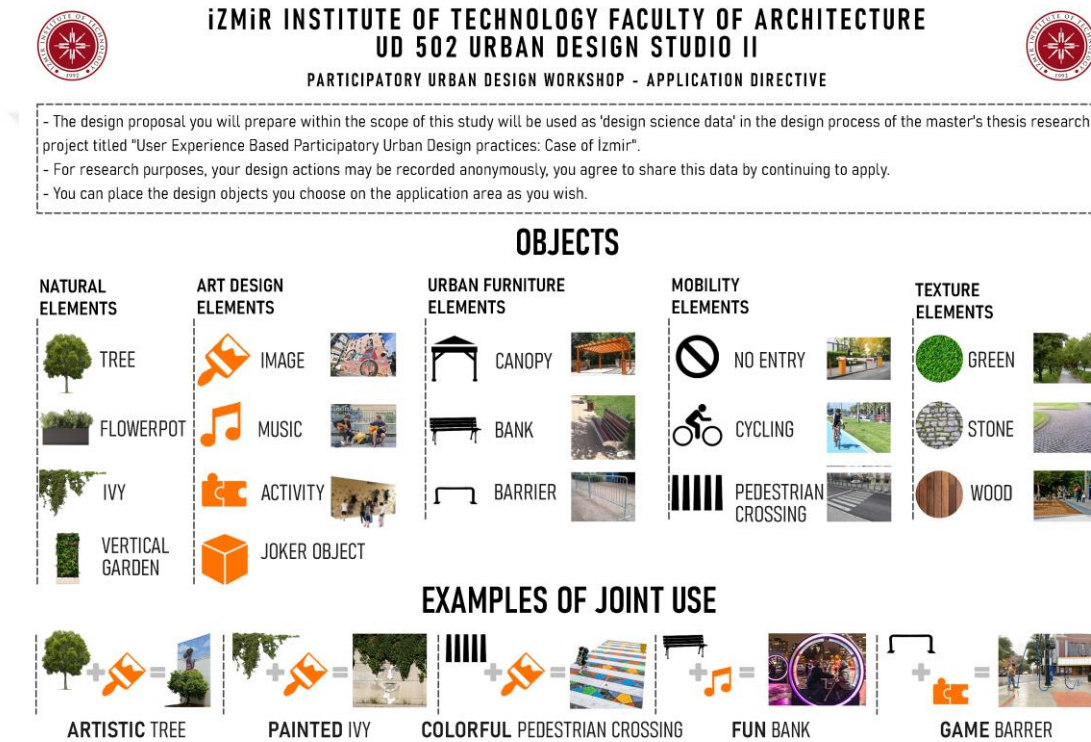 iZMiR INSTITUTE OF TECHNOLOGY FACULTY OF ARCHITECTURE
UD 502 URBAN DESIGN STUDIO II
PARTICIPATORY URBAN DESIGN WORKSHOP - APPLICATION DIRECTIVE
- The design proposal you will prepare within the scope of this study will be used as 'design science data' in the design process of the master's thesis research
project titled "User Experience Based Participatory Urban Design practices: Case of İzmir".
- For research purposes, your design actions may be recorded anonymously, you agree to share this data by continuing to apply.
- You can place the design objects you choose on the application area as you wish.
OBJECTS
NATURAL
ELEMENTS
TREE
FLOWERPOT
IVY
VERTICAL
GARDEN
ART DESIGN
ELEMENTS
IMAGE
MUSIC
ACTIVITY
JOKER OBJECT
URBAN FURNITURE
ELEMENTS
CANOPY
BANK
BARRIER
MOBILITY
ELEMENTS
NO ENTRY
CYCLING
PEDESTRIAN
CROSSING
TEXTURE
ELEMENTS
GREEN
STONE
WOOD
EXAMPLES OF JOINT USE
+ =
ARTISTIC TREE
+ =
PAINTED IVY
+ =
COLORFUL PEDESTRIAN CROSSING
+ =
FUN BANK
+ =
GAME BARRER